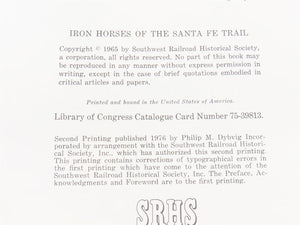 IRON HORSES OF THE SANTA FE TRAIL
Copyright © 1965 by Southwest Railroad Historical Society,
a corporation, all rights reserved. No part of this book may be
reproduced in any manner without express permission in
writing, except in the case of brief quotations embodied in
critical articles and papers.
Printed and bound in the United States of America.
Library of Congress Catalogue Card Number 75-39813.
Second Printing published 1976 by Philip M. Dybvig Incor-
porated by arrangement with the Southwest Railroad Histori-
cal Society, Inc., which has authorized this second printing.
This printing contains corrections of typographical errors in
the first printing which have come to the attention of the
Southwest Railroad Historical Society, Inc. The Preface, Ac-
knowledgments and Foreword are to the first printing.
SRHS